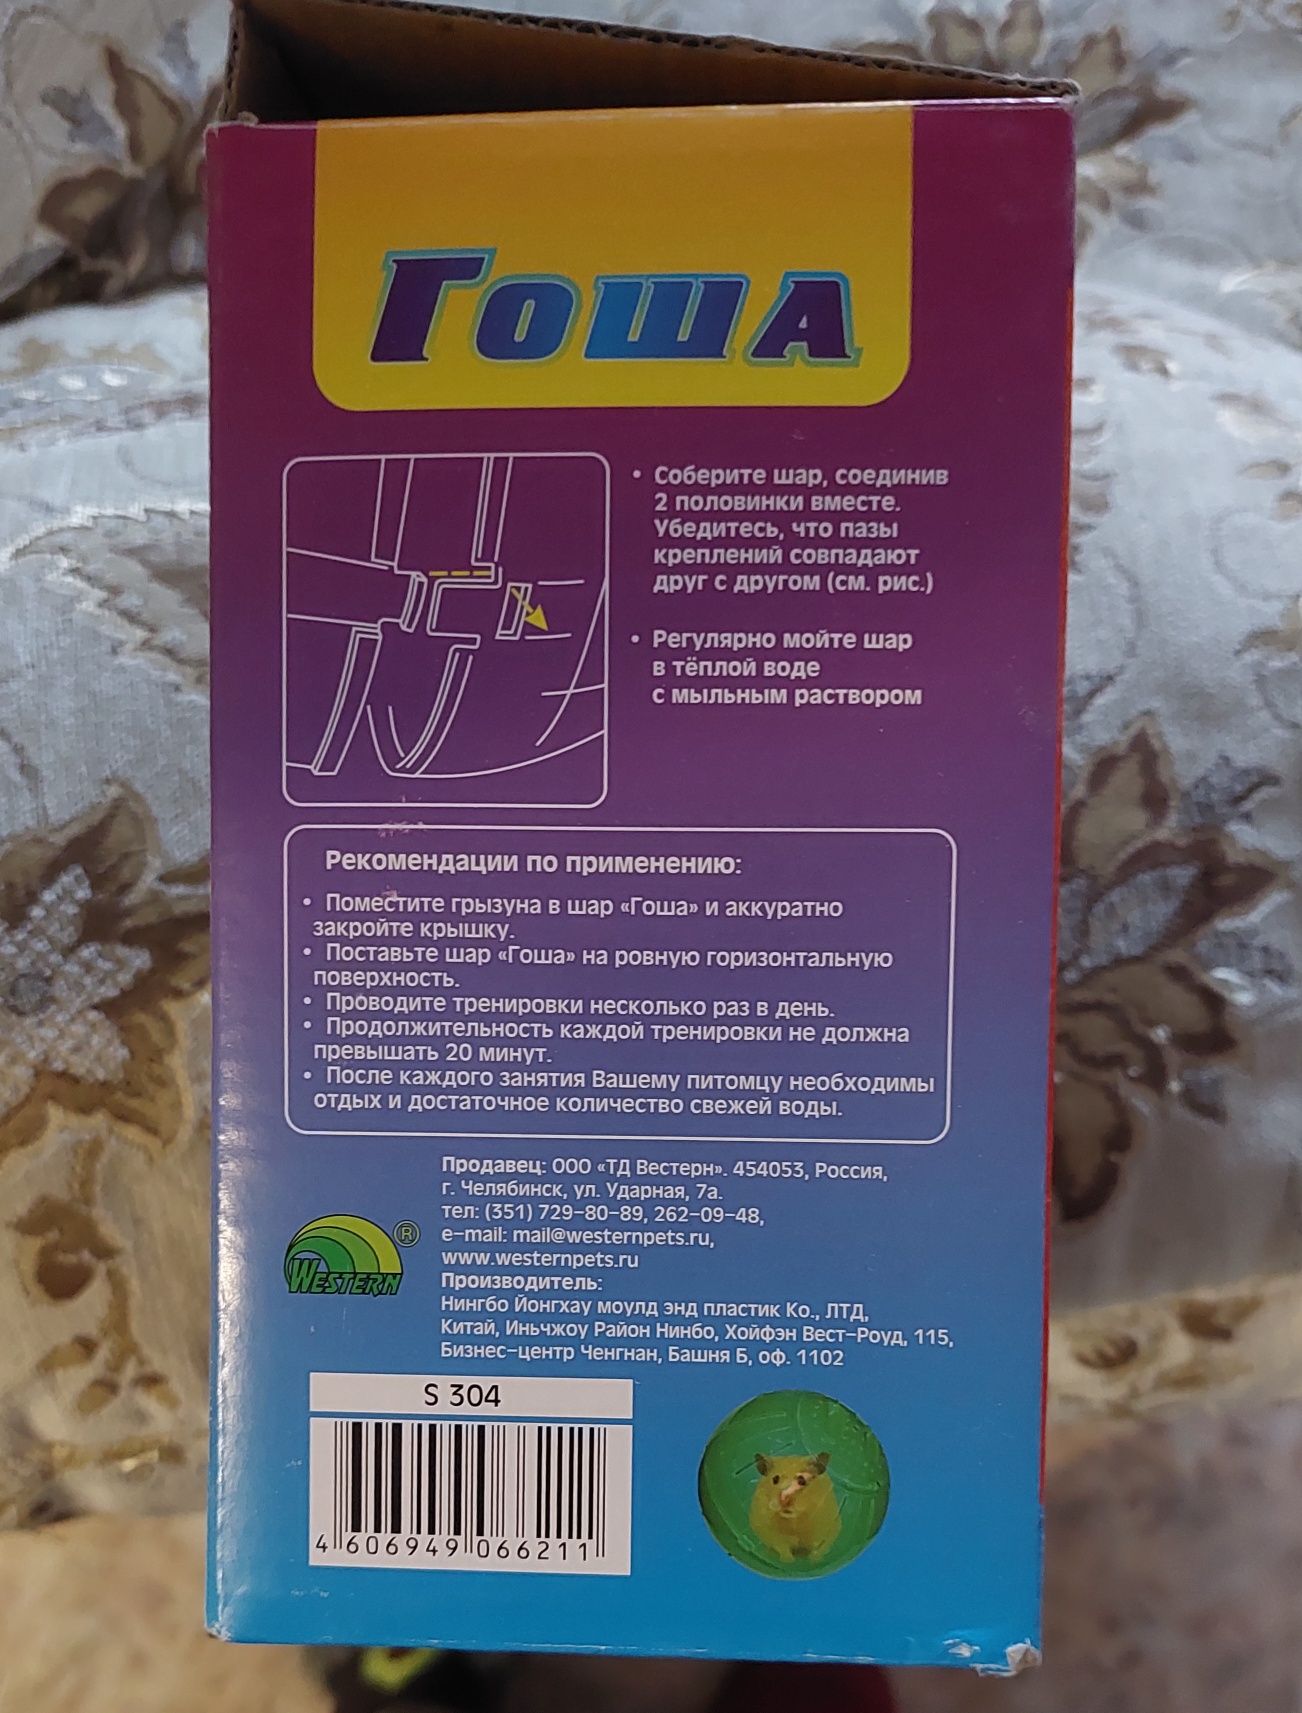 Гоша
• Соберите шар, соединив
2 половинки вместе.
Убедитесь, что пазы
креплений совпадают
друг с другом (см. рис.)
• Регулярно мойте шар
в тёплой воде
с мыльным раствором
Рекомендации по применению:
• Поместите грызуна в шар «Гоша» и аккуратно
закройте крышку.
• Поставьте шар «Гоша» на ровную горизонтальную
поверхность.
• Проводите тренировки несколько раз в день.
• Продолжительность каждой тренировки не должна
превышать 20 минут.
• После каждого занятия Вашему питомцу необходимы
отдых и достаточное количество свежей воды.
Продавец: ООО «ТД Вестерн». 454053, Россия,
г. Челябинск, ул. Ударная, 7а.
тел: (351) 729-80-89, 262-09-48,
e-mail: mail@westernpets.ru,
www.westernpets.ru
WESTERN ®
Производитель:
Нингбо Йонгхау моулд энд пластик Ко., ЛТД,
Китай, Иньчжоу Район Нинбо, Хойфэн Вест-Роуд, 115,
Бизнес-центр Ченгнан, Башня Б, оф. 1102
S 304
4 606949 066211